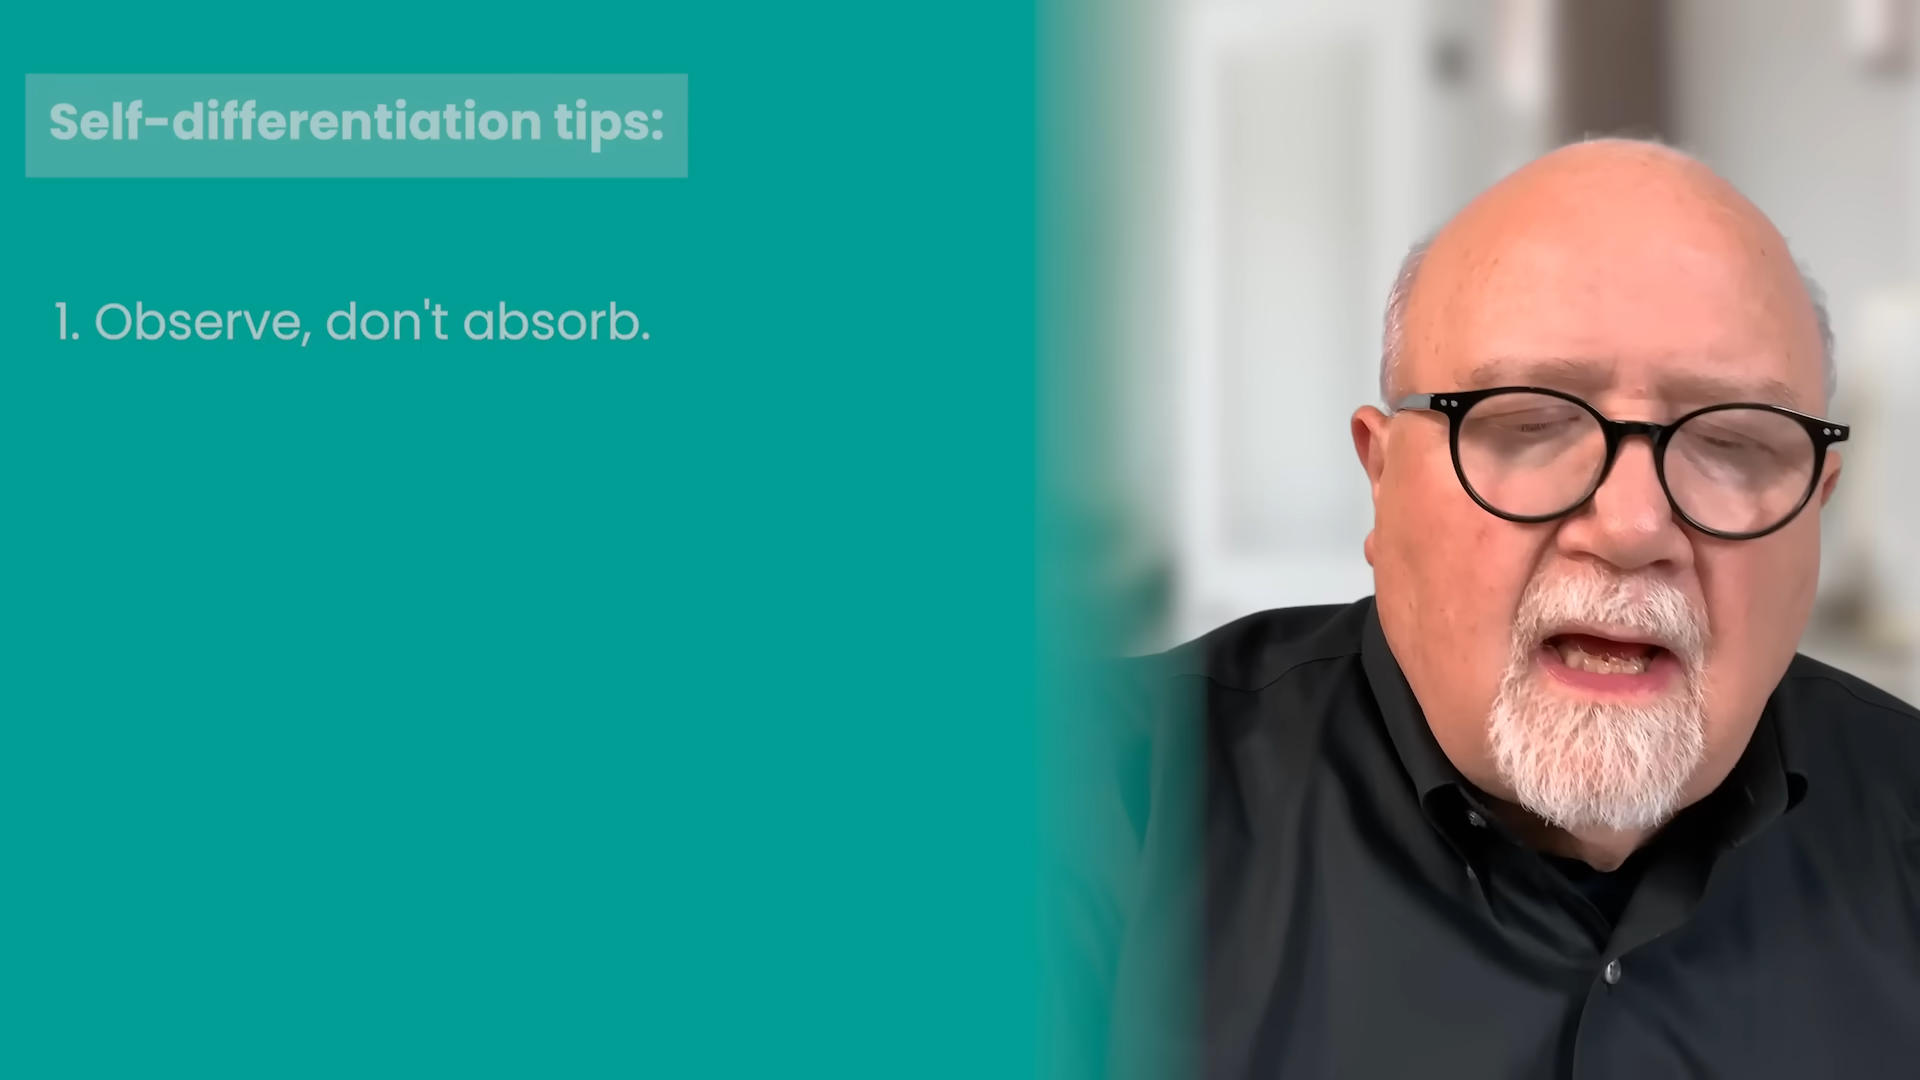 Self-differentiation tips:
1. Observe, don't absorb.